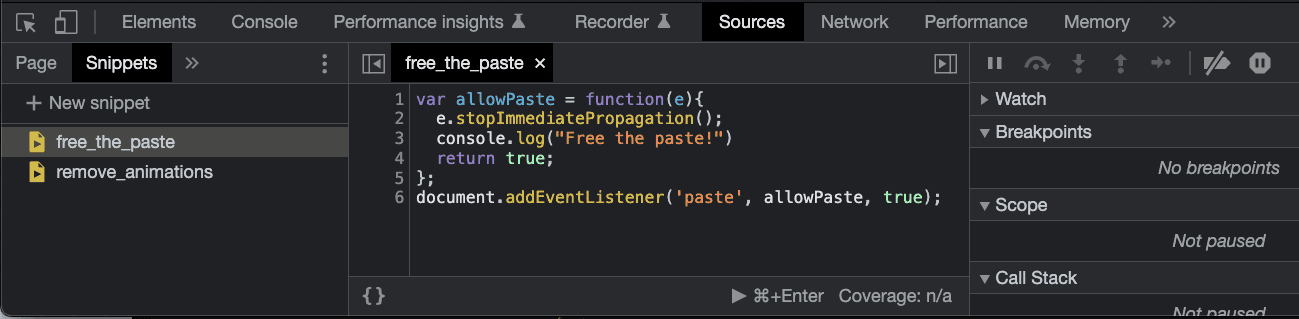 Elements Console Performance insights Recorder Sources Network Performance Memory »
Page Snippets » free_the_paste ×
+ New snippet
free_the_paste
remove_animations
1 var allowPaste = function(e){
2 e.stopImmediatePropagation();
3 console.log("Free the paste!")
4 return true;
5 };
6 document.addEventListener('paste', allowPaste, true);
{} ⌘+Enter Coverage: n/a
Watch
Breakpoints
No breakpoints
Scope
Not paused
Call Stack
Not paused